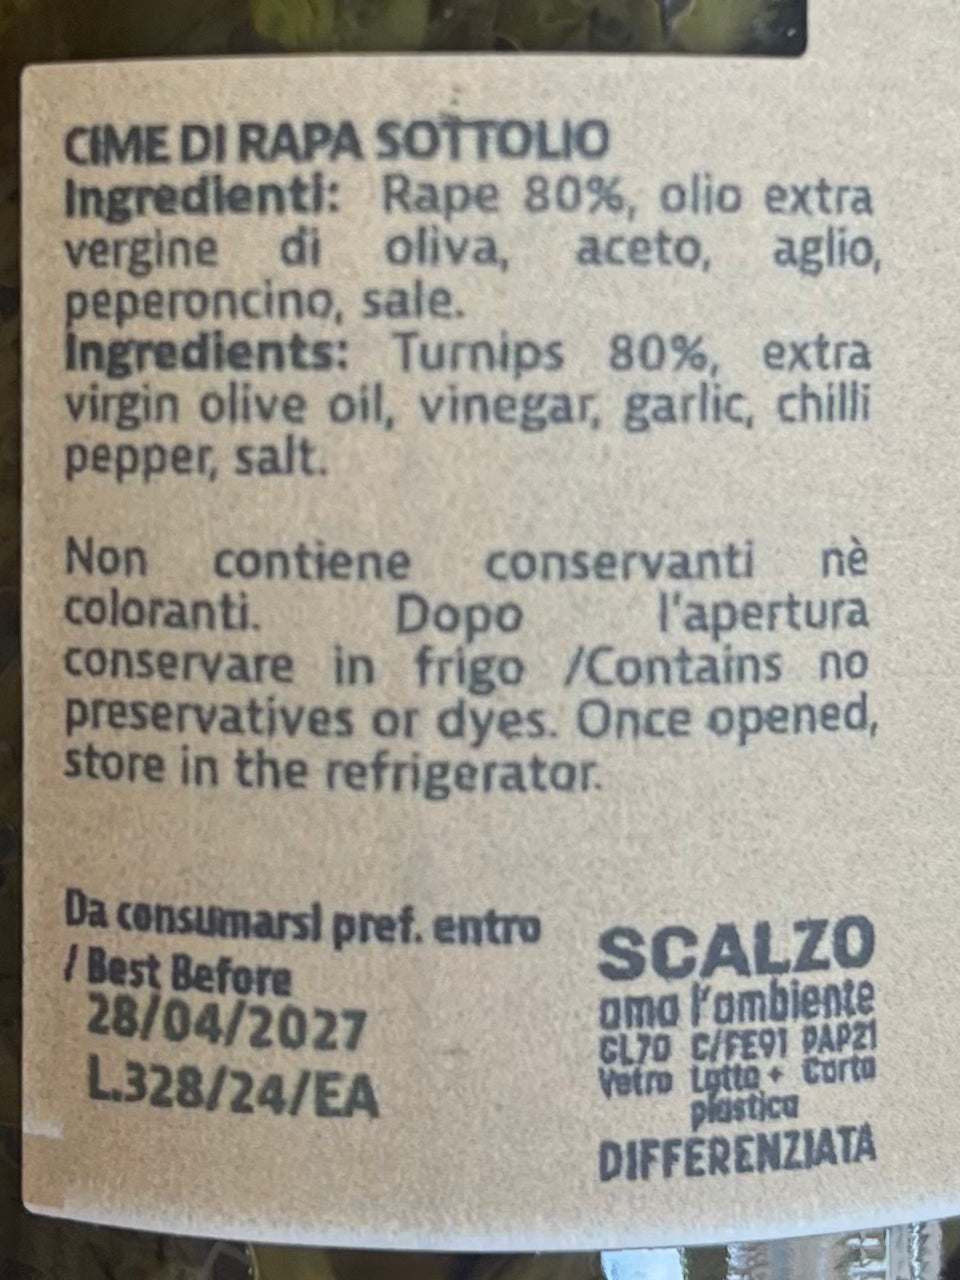 CIME DI RAPA SOTTOLIO
Ingredienti: Rape 80%, olio extra
vergine di oliva, aceto, aglio,
peperoncino, sale.
Ingredients: Turnips 80%, extra
virgin olive oil, vinegar, garlic, chilli
pepper, salt.
Non contiene conservanti nè
coloranti. Dopo l'apertura
conservare in frigo /Contains no
preservatives or dyes. Once opened,
store in the refrigerator.
Da consumarsi pref. entro
/ Best Before
28/04/2027
L.328/24/EA
SCALZO
ama l'ambiente
GL70 C/FE91 PAP21
Vetro Latta + Carta
plastica
DIFFERENZIATA